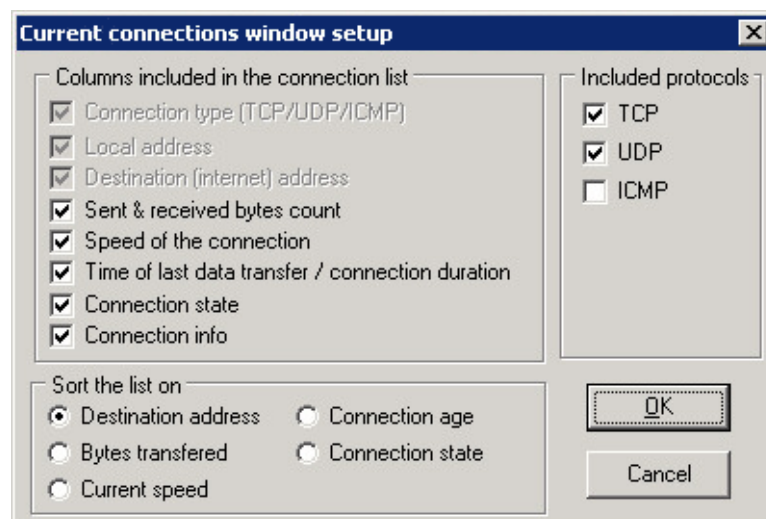 Current connections window setup
Columns included in the connection list
Connection type (TCP/UDP/ICMP)
Local address
Destination (internet) address
Sent & received bytes count
Speed of the connection
Time of last data transfer / connection duration
Connection state
Connection info
Included protocols
TCP
UDP
ICMP
Sort the list on
Destination address
Connection age
Bytes transfered
Connection state
Current speed
OK
Cancel